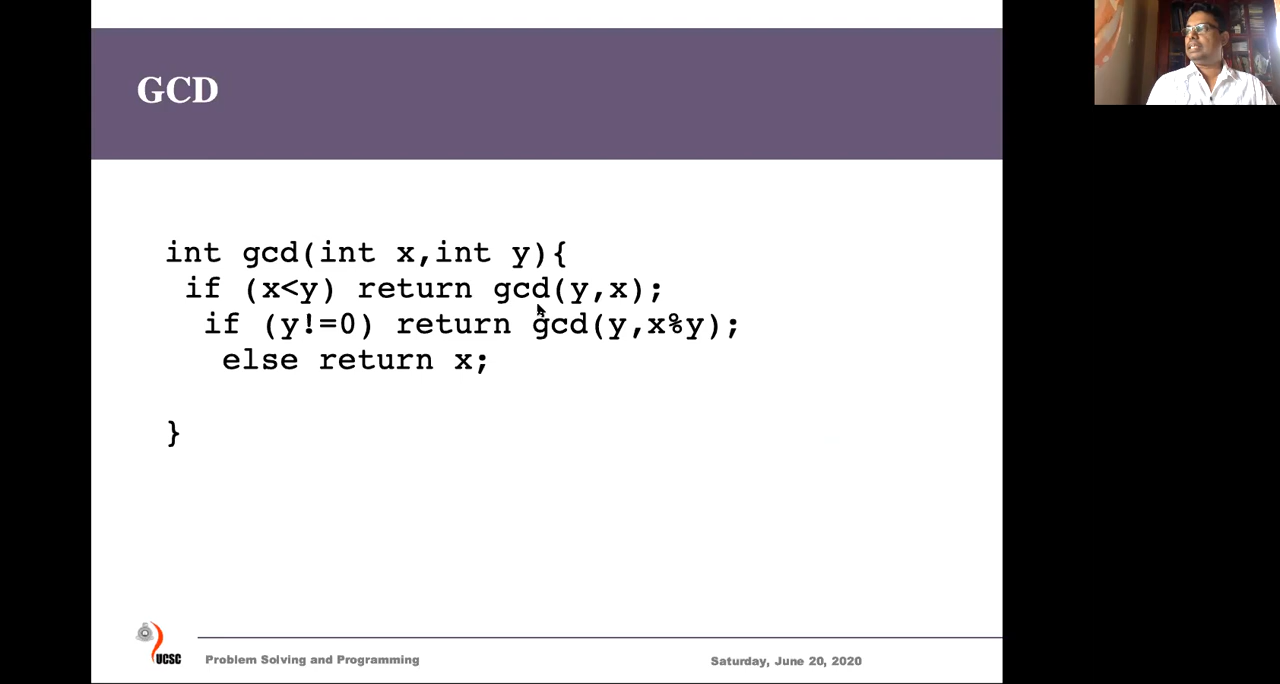 GCD
int gcd(int x,int y){
if (x<y) return gcd(y,x);
if (y!=0) return gcd(y,x%y);
else return x;
}
UCSC
Problem Solving and Programming
Saturday, June 20, 2020